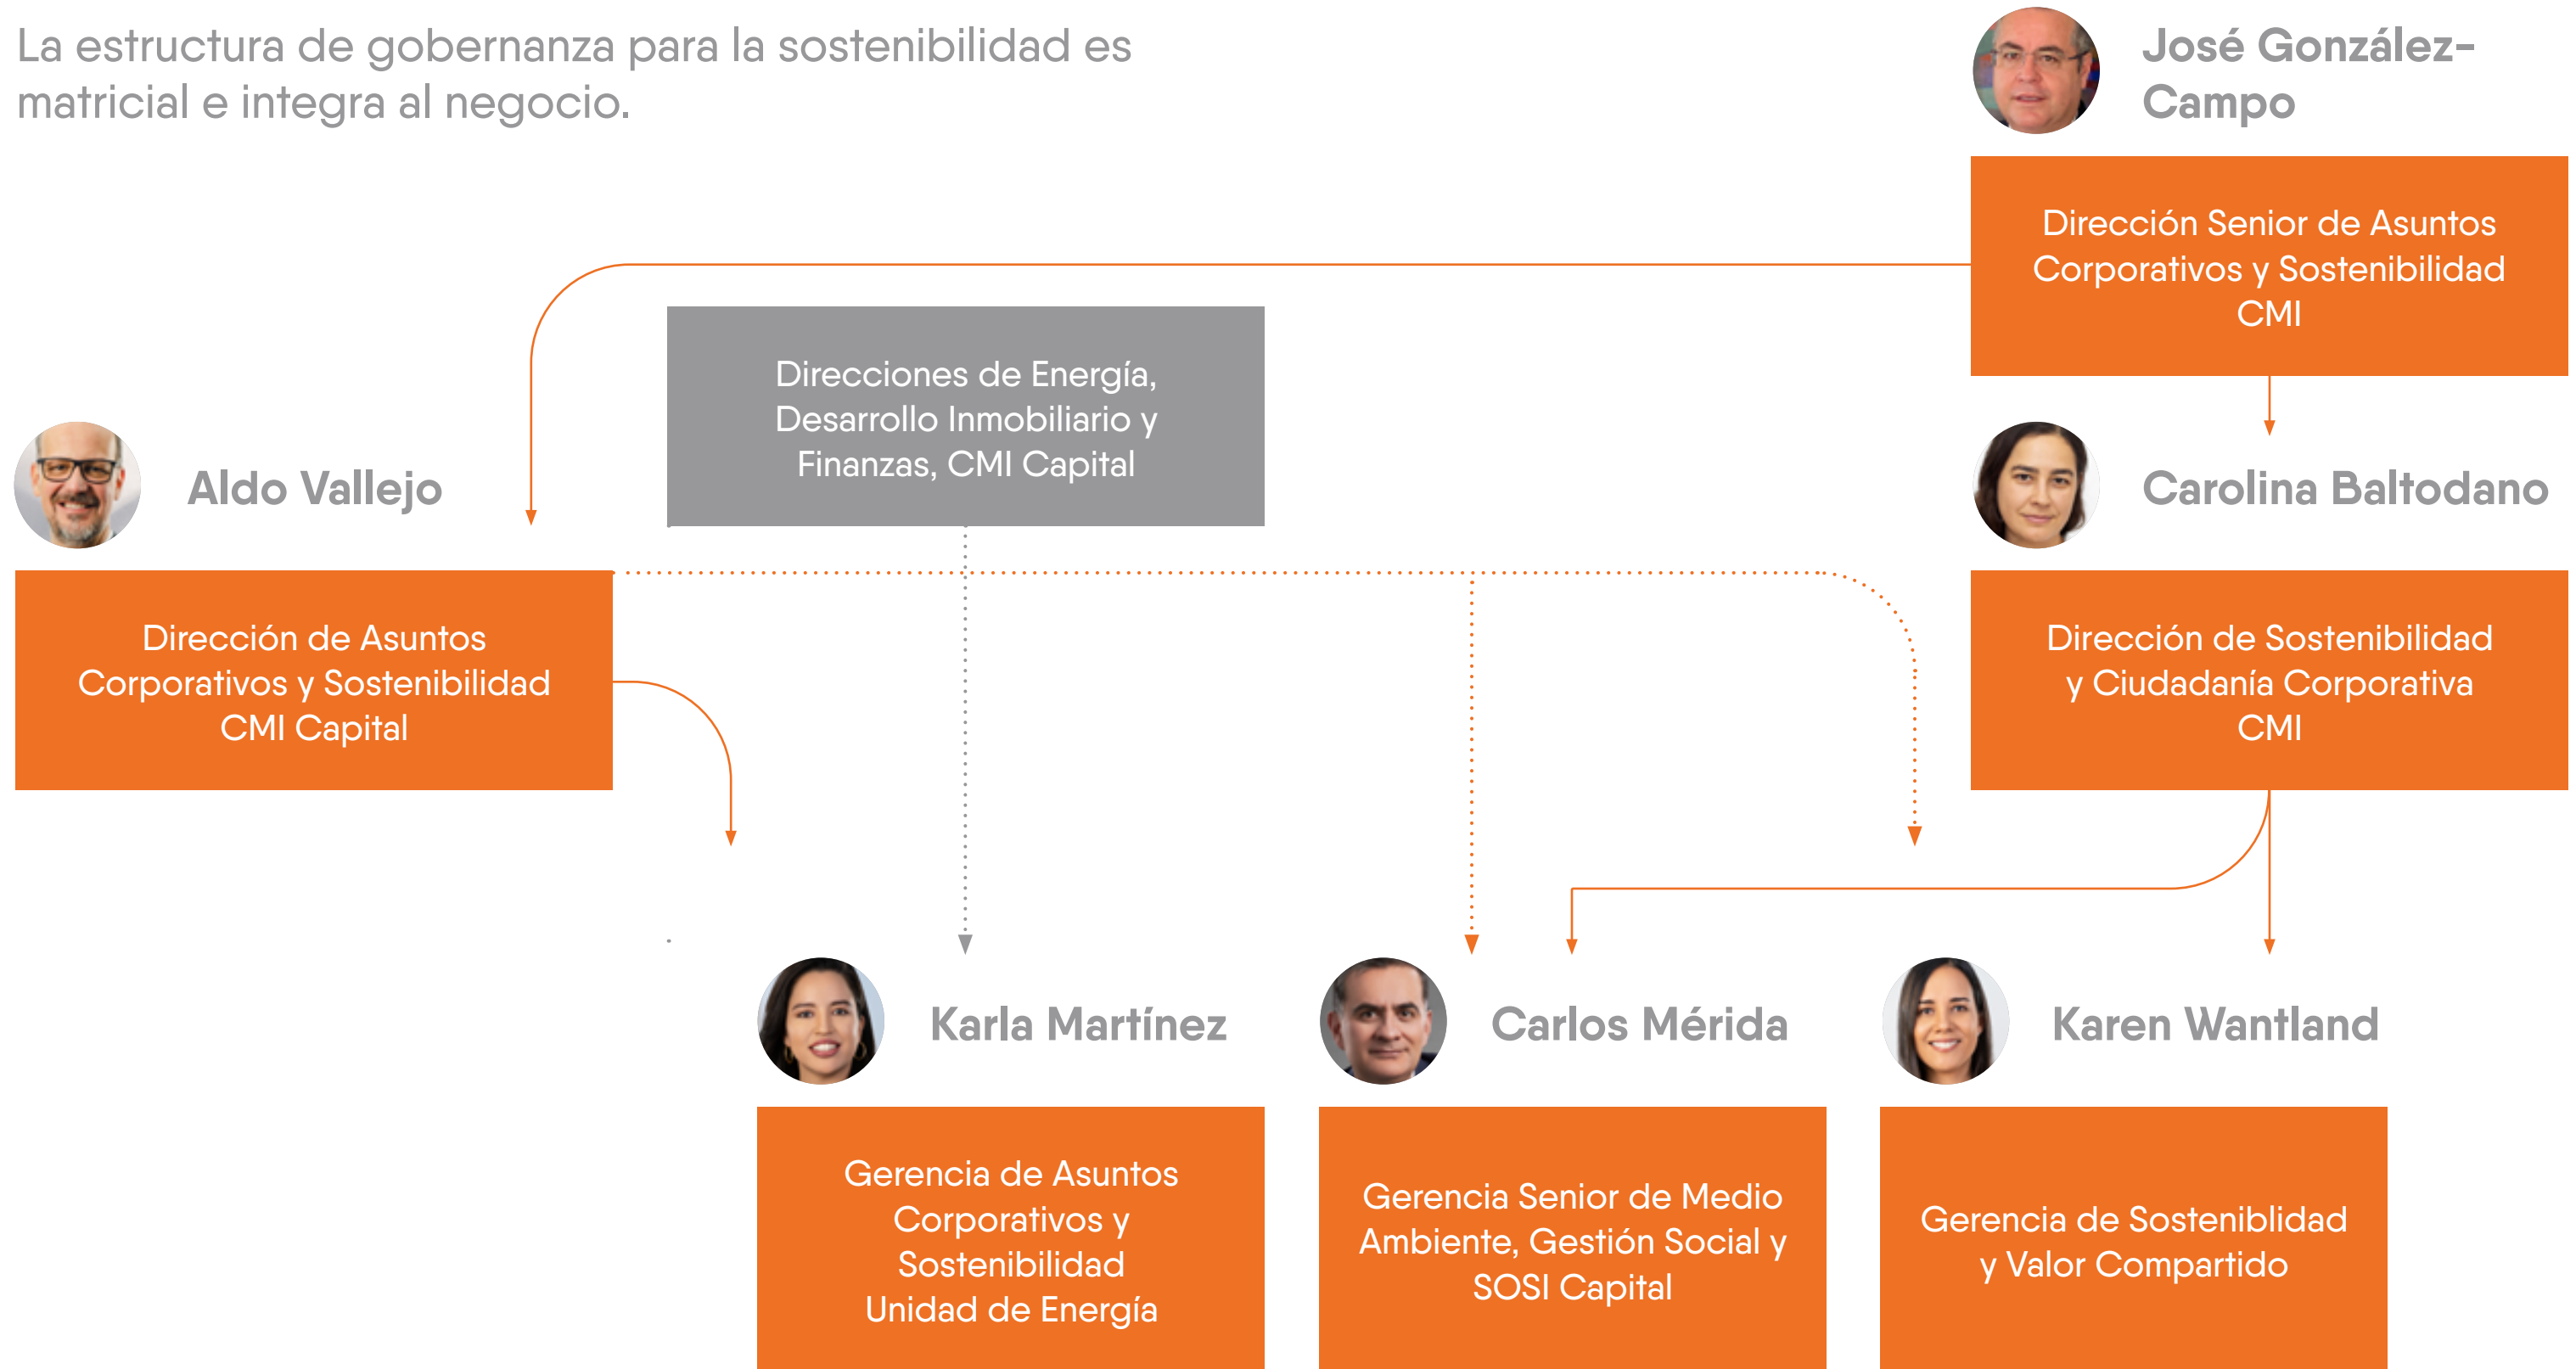 La estructura de gobernanza para la sostenibilidad es
matricial e integra al negocio.
José González-
Campo
Dirección Senior de Asuntos
Corporativos y Sostenibilidad
CMI
Direcciones de Energía,
Desarrollo Inmobiliario y
Finanzas, CMI Capital
Aldo Vallejo
Carolina Baltodano
Dirección de Asuntos
Corporativos y Sostenibilidad
CMI Capital
Dirección de Sostenibilidad
y Ciudadanía Corporativa
CMI
Karla Martínez
Carlos Mérida
Karen Wantland
Gerencia de Asuntos
Corporativos y
Sostenibilidad
Unidad de Energía
Gerencia Senior de Medio
Ambiente, Gestión Social y
SOSI Capital
Gerencia de Sosteniblidad
y Valor Compartido